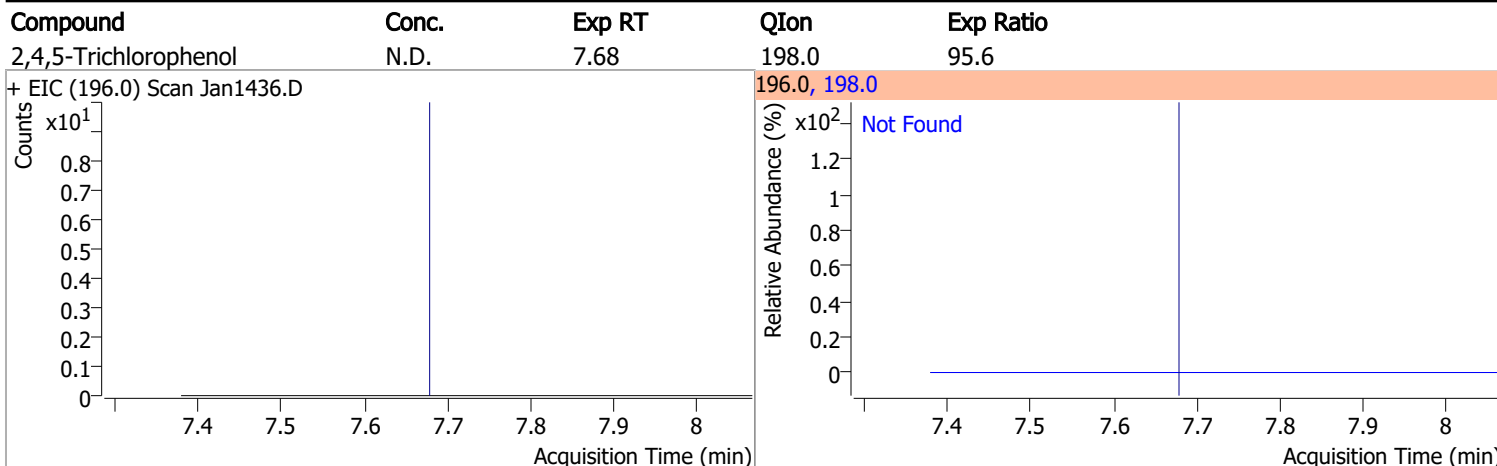 Compound Conc. Exp RT QIon Exp Ratio
2,4,5-Trichlorophenol N.D. 7.68 198.0 95.6
+ EIC (196.0) Scan Jan1436.D
Counts
x10¹
0.8
0.7
0.6
0.5
0.4
0.3
0.2
0.1
0
7.4 7.5 7.6 7.7 7.8 7.9 8
Acquisition Time (min)
196.0, 198.0
Relative Abundance (%)
x10²
Not Found
1.2
1
0.8
0.6
0.4
0.2
0
7.4 7.5 7.6 7.7 7.8 7.9 8
Acquisition Time (min)